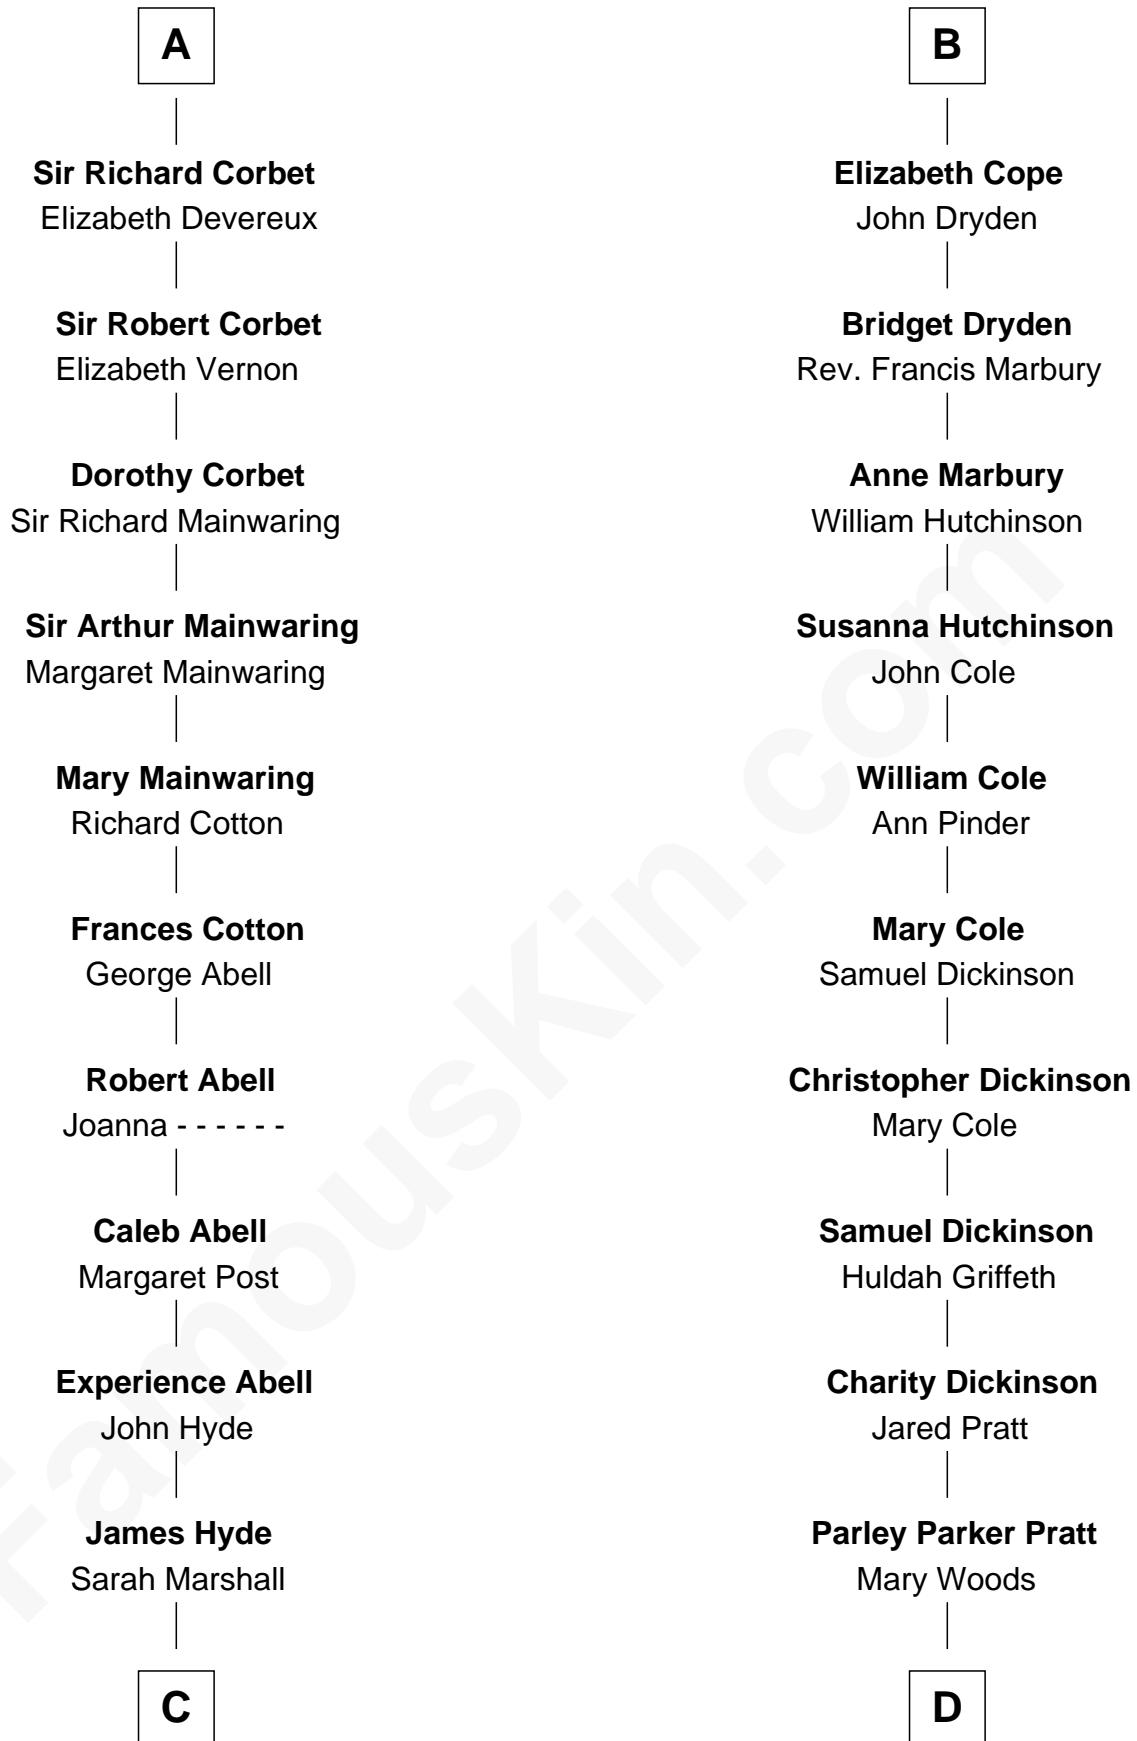 A
Sir Richard Corbet
Elizabeth Devereux
Sir Robert Corbet
Elizabeth Vernon
Dorothy Corbet
Sir Richard Mainwaring
Sir Arthur Mainwaring
Margaret Mainwaring
Mary Mainwaring
Richard Cotton
Frances Cotton
George Abell
Robert Abell
Joanna - - - - - -
Caleb Abell
Margaret Post
Experience Abell
John Hyde
James Hyde
Sarah Marshall
C
B
Elizabeth Cope
John Dryden
Bridget Dryden
Rev. Francis Marbury
Anne Marbury
William Hutchinson
Susanna Hutchinson
John Cole
William Cole
Ann Pinder
Mary Cole
Samuel Dickinson
Christopher Dickinson
Mary Cole
Samuel Dickinson
Huldah Griffeth
Charity Dickinson
Jared Pratt
Parley Parker Pratt
Mary Woods
D
FamousKin.com